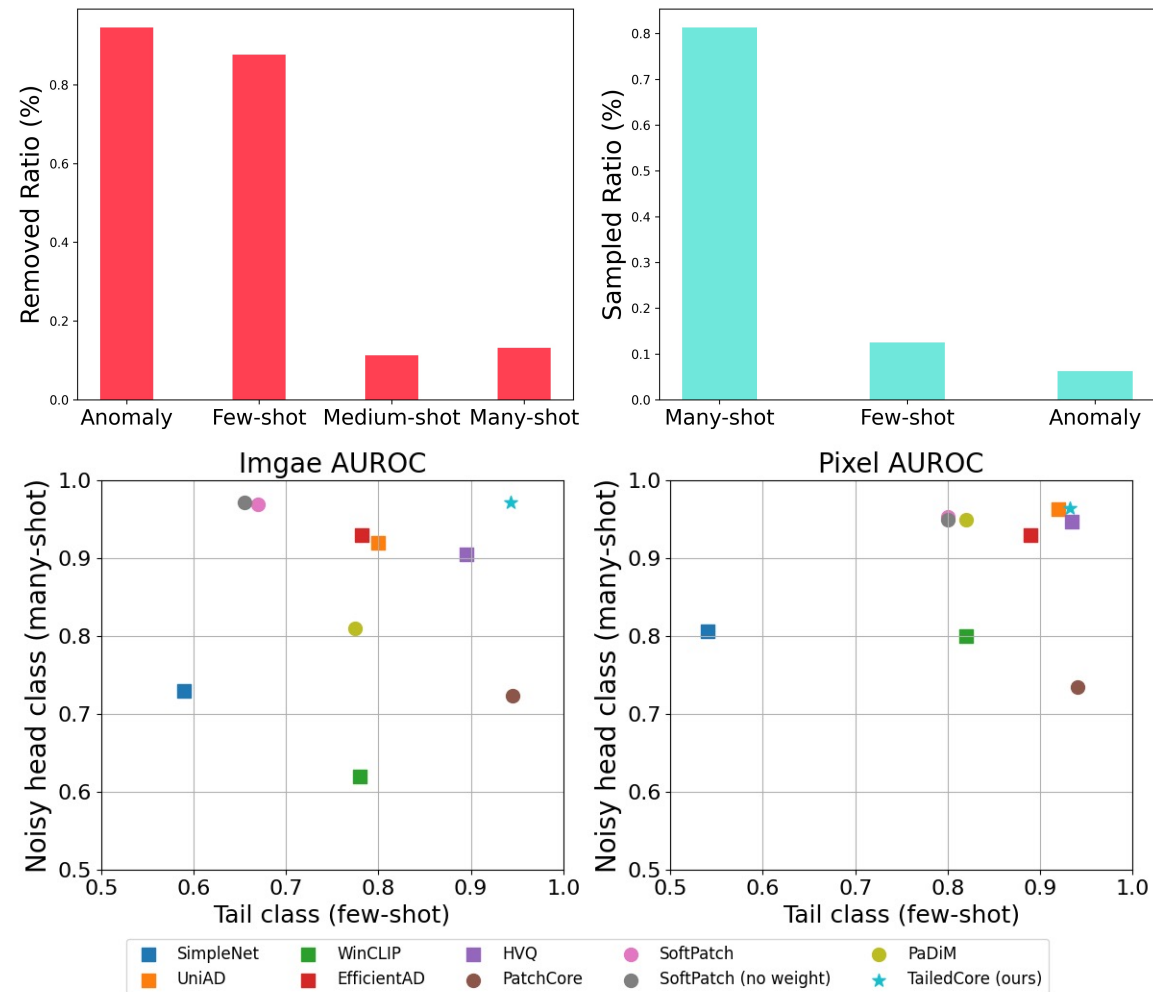 Removed Ratio (%)
0.8
0.6
0.4
0.2
0.0
Anomaly Few-shot Medium-shot Many-shot
Sampled Ratio (%)
0.8
0.7
0.6
0.5
0.4
0.3
0.2
0.1
0.0
Many-shot Few-shot Anomaly
Imgae AUROC
Noisy head class (many-shot)
1.0
0.9
0.8
0.7
0.6
0.5
0.5 0.6 0.7 0.8 0.9 1.0
Tail class (few-shot)
Pixel AUROC
Noisy head class (many-shot)
1.0
0.9
0.8
0.7
0.6
0.5
0.5 0.6 0.7 0.8 0.9 1.0
Tail class (few-shot)
SimpleNet WinCLIP HVQ SoftPatch PaDiM
UniAD EfficientAD PatchCore SoftPatch (no weight) TailedCore (ours)